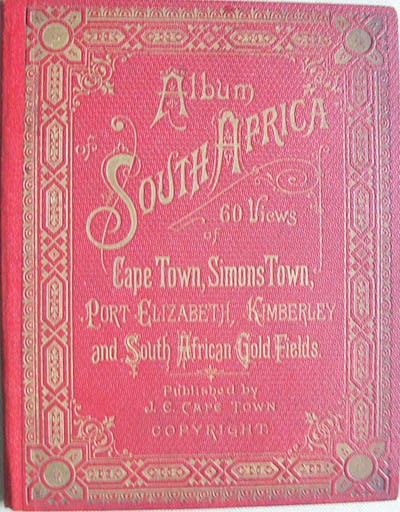 Album
of SOUTH AFRICA
60 Views
of
Cape Town, Simons Town,
PORT-ELIZABETH, KIMBERLEY
and South African Gold Fields.
Published by
J. C. CAPE TOWN
COPYRIGHT